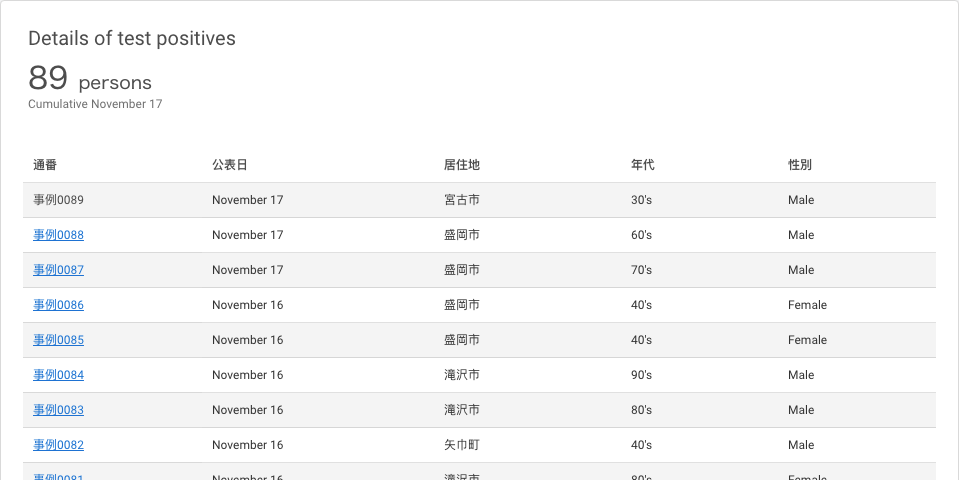 Details of test positives
89 persons
Cumulative November 17
通番 公表日 居住地 年代 性別
事例0089 November 17 宮古市 30's Male
事例0088 November 17 盛岡市 60's Male
事例0087 November 17 盛岡市 70's Male
事例0086 November 16 盛岡市 40's Female
事例0085 November 16 盛岡市 40's Female
事例0084 November 16 滝沢市 90's Male
事例0083 November 16 滝沢市 80's Male
事例0082 November 16 矢巾町 40's Male
事例0081 November 16 滝沢市 80's Female